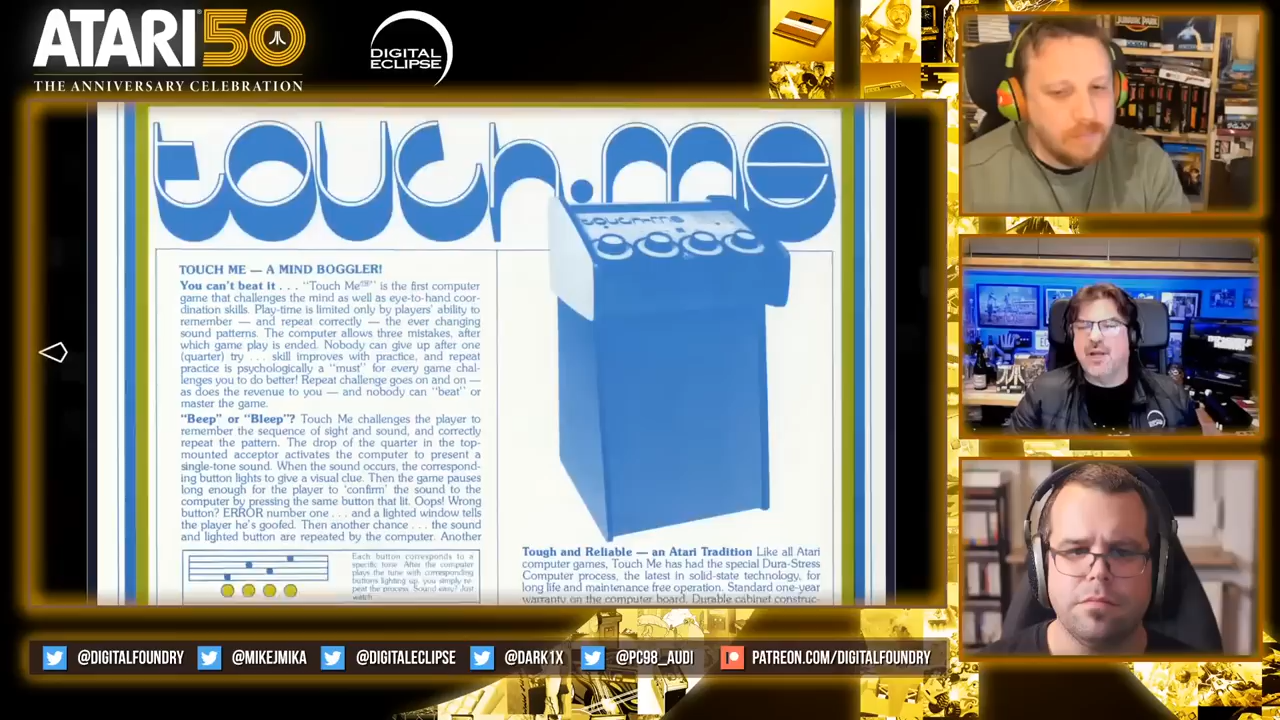 ATARI 50
THE ANNIVERSARY CELEBRATION
DIGITAL
ECLIPSE
JURASSIC PARK
touch.me
touch-me
TOUCH ME — A MIND BOGGLER!
You can't beat it . . . "Touch Me™" is the first computer
game that challenges the mind as well as eye-to-hand coor-
dination skills. Play-time is limited only by players' ability to
remember — and repeat correctly — the ever changing
sound patterns. The computer allows three mistakes, after
which game play is ended. Nobody can give up after one
(quarter) try . . . skill improves with practice, and repeat
practice is psychologically a "must" for every game chal-
lenges you to do better! Repeat challenge goes on and on —
as does the revenue to you — and nobody can "beat" or
master the game.
"Beep" or "Bleep"? Touch Me challenges the player to
remember the sequence of sight and sound, and correctly
repeat the pattern. The drop of the quarter in the top-
mounted acceptor activates the computer to present a
single-tone sound. When the sound occurs, the correspond-
ing button lights to give a visual clue. Then the game pauses
long enough for the player to 'confirm' the sound to the
computer by pressing the same button that lit. Oops! Wrong
button? ERROR number one . . . and a lighted window tells
the player he's goofed. Then another chance . . . the sound
and lighted button are repeated by the computer. Another
Each button corresponds to a
specific tone. After the computer
plays the tune with corresponding
buttons lighting up, you simply re-
peat the process. Sound easy? Just
watch
Tough and Reliable — an Atari Tradition Like all Atari
computer games, Touch Me has had the special Dura-Stress
Computer process, the latest in solid-state technology, for
long life and maintenance free operation. Standard one-year
warranty on the computer board. Durable cabinet construc-
@DIGITALFOUNDRY
@MIKEJMIKA
@DIGITALECLIPSE
@DARK1X
@PC98_AUDI
PATREON.COM/DIGITALFOUNDRY